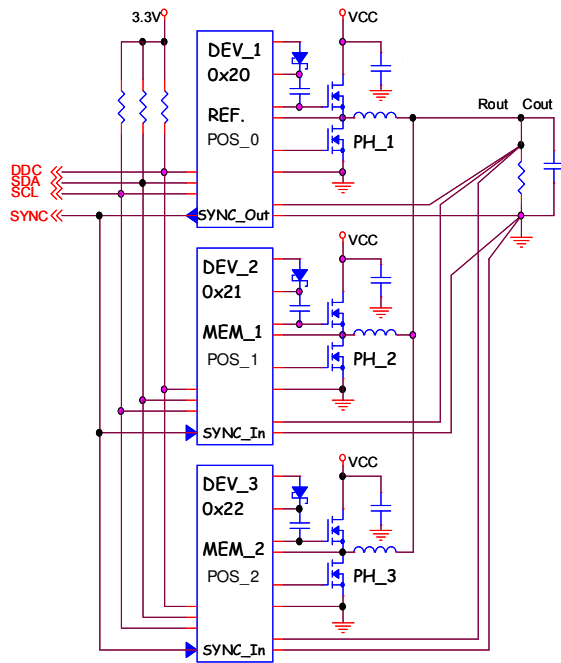 3.3V
VCC
DEV_1
0x20
REF.
POS_0
PH_1
Rout Cout
DDC
SDA
SCL
SYNC
SYNC_Out
VCC
DEV_2
0x21
MEM_1
POS_1
PH_2
SYNC_In
VCC
DEV_3
0x22
MEM_2
POS_2
PH_3
SYNC_In